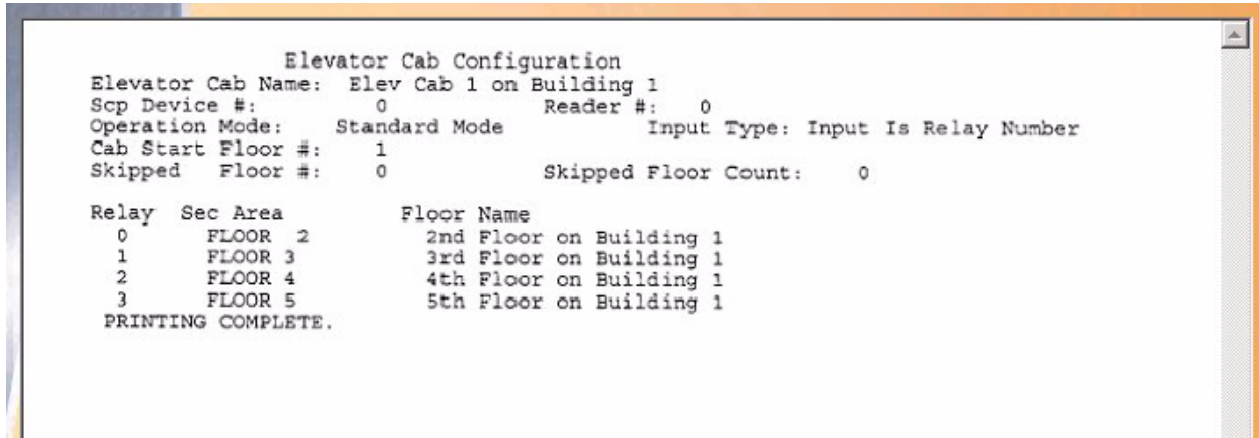 Elevator Cab Configuration
Elevator Cab Name: Elev Cab 1 on Building 1
Scp Device #: 0 Reader #: 0
Operation Mode: Standard Mode Input Type: Input Is Relay Number
Cab Start Floor #: 1
Skipped Floor #: 0 Skipped Floor Count: 0
Relay Sec Area Floor Name
0 FLOOR 2 2nd Floor on Building 1
1 FLOOR 3 3rd Floor on Building 1
2 FLOOR 4 4th Floor on Building 1
3 FLOOR 5 5th Floor on Building 1
PRINTING COMPLETE.